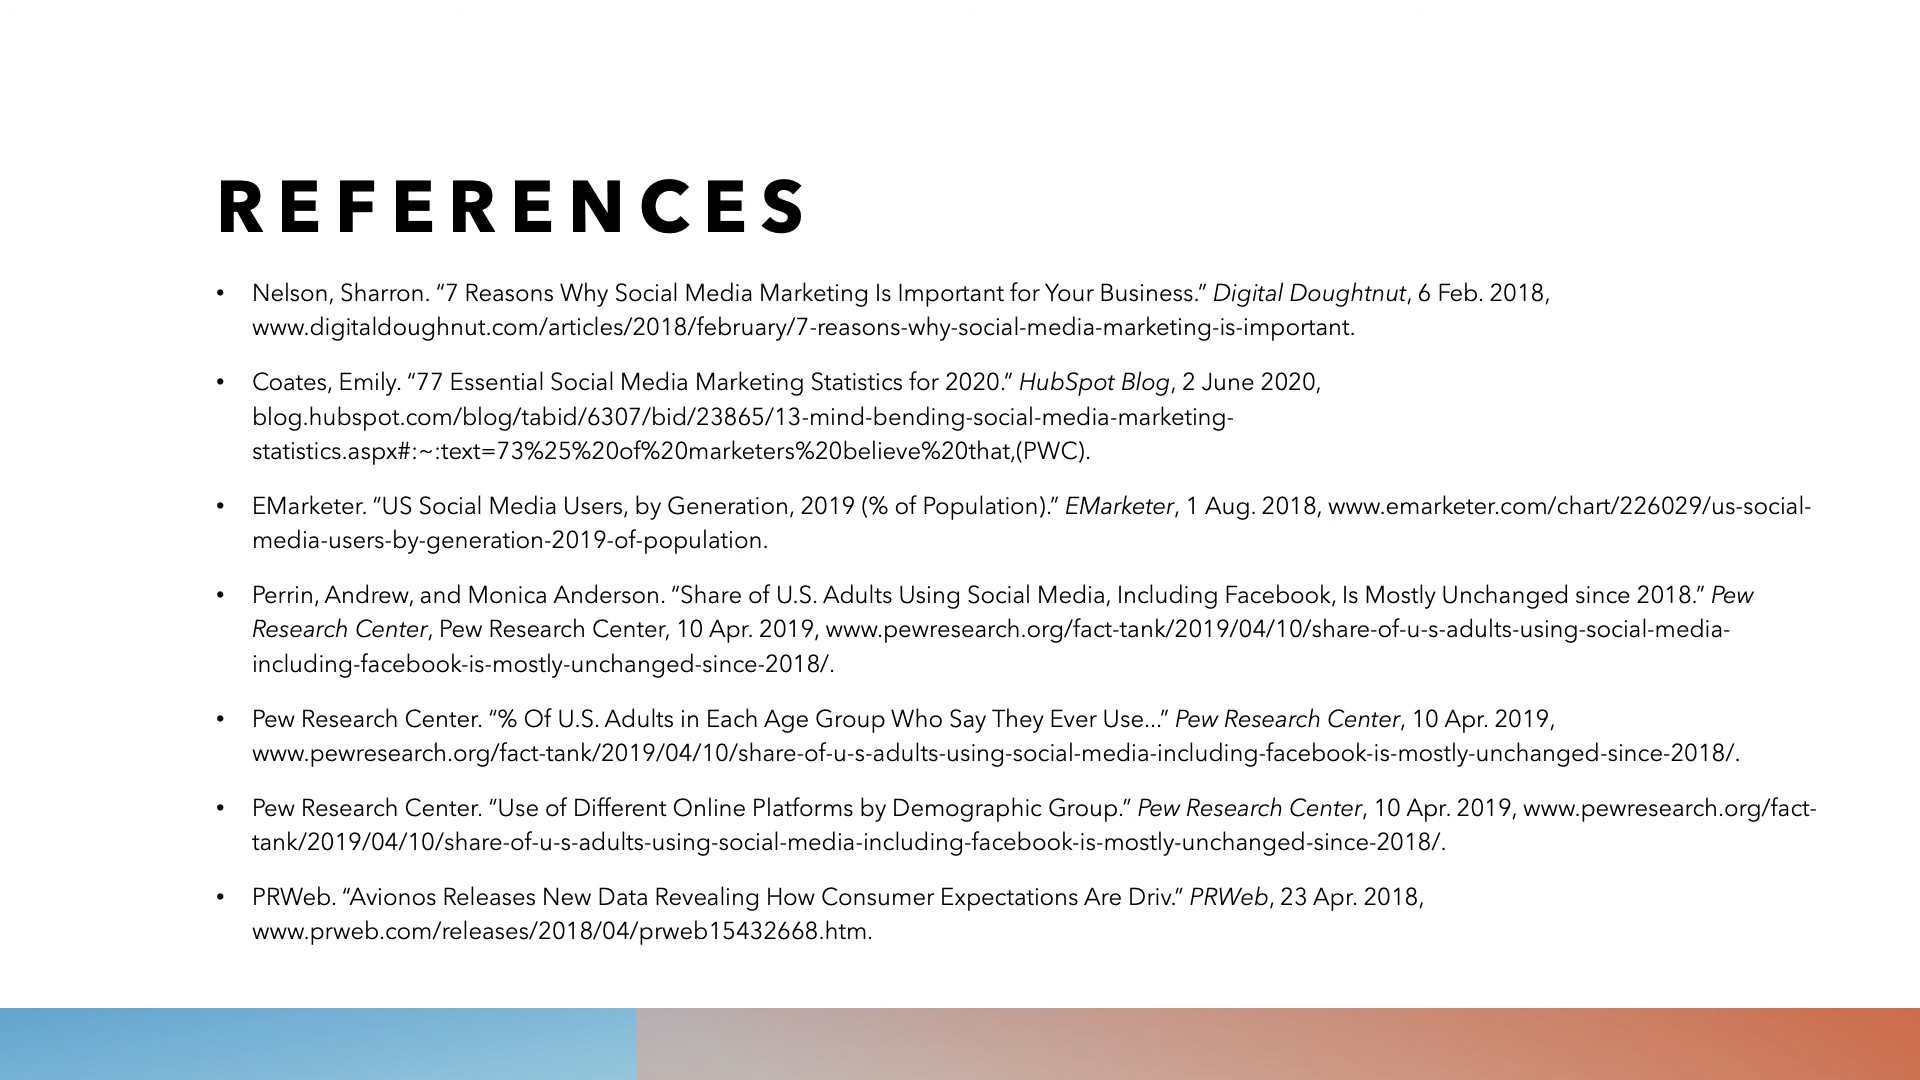 REFERENCES
• Nelson, Sharron. “7 Reasons Why Social Media Marketing Is Important for Your Business.” Digital Doughtnut, 6 Feb. 2018,
www.digitaldoughnut.com/articles/2018/february/7-reasons-why-social-media-marketing-is-important.
• Coates, Emily. “77 Essential Social Media Marketing Statistics for 2020.” HubSpot Blog, 2 June 2020,
blog.hubspot.com/blog/tabid/6307/bid/23865/13-mind-bending-social-media-marketing-
statistics.aspx#:~:text=73%25%20of%20marketers%20believe%20that,(PWC).
• EMarketer. “US Social Media Users, by Generation, 2019 (% of Population).” EMarketer, 1 Aug. 2018, www.emarketer.com/chart/226029/us-social-
media-users-by-generation-2019-of-population.
• Perrin, Andrew, and Monica Anderson. “Share of U.S. Adults Using Social Media, Including Facebook, Is Mostly Unchanged since 2018.” Pew
Research Center, Pew Research Center, 10 Apr. 2019, www.pewresearch.org/fact-tank/2019/04/10/share-of-u-s-adults-using-social-media-
including-facebook-is-mostly-unchanged-since-2018/.
• Pew Research Center. “% Of U.S. Adults in Each Age Group Who Say They Ever Use...” Pew Research Center, 10 Apr. 2019,
www.pewresearch.org/fact-tank/2019/04/10/share-of-u-s-adults-using-social-media-including-facebook-is-mostly-unchanged-since-2018/.
• Pew Research Center. “Use of Different Online Platforms by Demographic Group.” Pew Research Center, 10 Apr. 2019, www.pewresearch.org/fact-
tank/2019/04/10/share-of-u-s-adults-using-social-media-including-facebook-is-mostly-unchanged-since-2018/.
• PRWeb. “Avionos Releases New Data Revealing How Consumer Expectations Are Driv.” PRWeb, 23 Apr. 2018,
www.prweb.com/releases/2018/04/prweb15432668.htm.